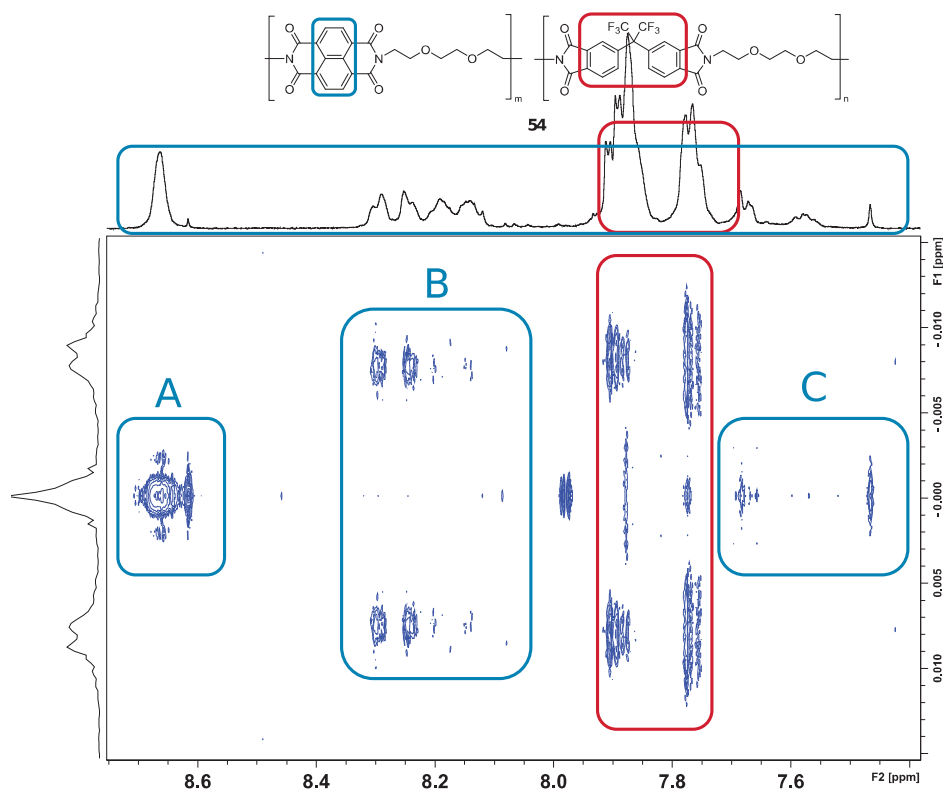 F₃C CF₃
O O O O
N N O O N N O O
O O O O
m n
54
B
A
C
F1 [ppm]
-0.010
-0.005
-0.000
0.005
0.010
8.6 8.4 8.2 8.0 7.8 7.6 F2 [ppm]